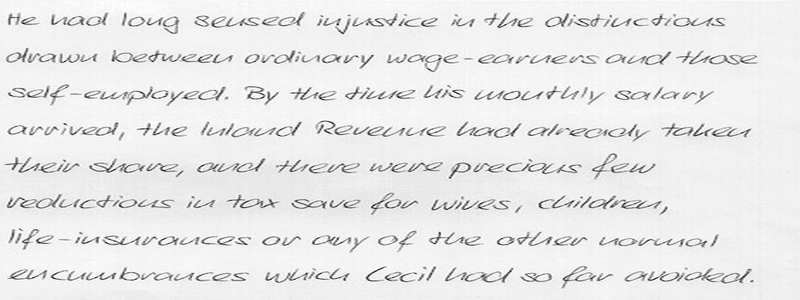 He had long sensed injustice in the distinctions
drawn between ordinary wage-earners and those
self-employed. By the time his monthly salary
arrived, the Inland Revenue had already taken
their share, and there were precious few
reductions in tax save for wives, children,
life-insurances or any of the other normal
encumbrances which Cecil had so far avoided.